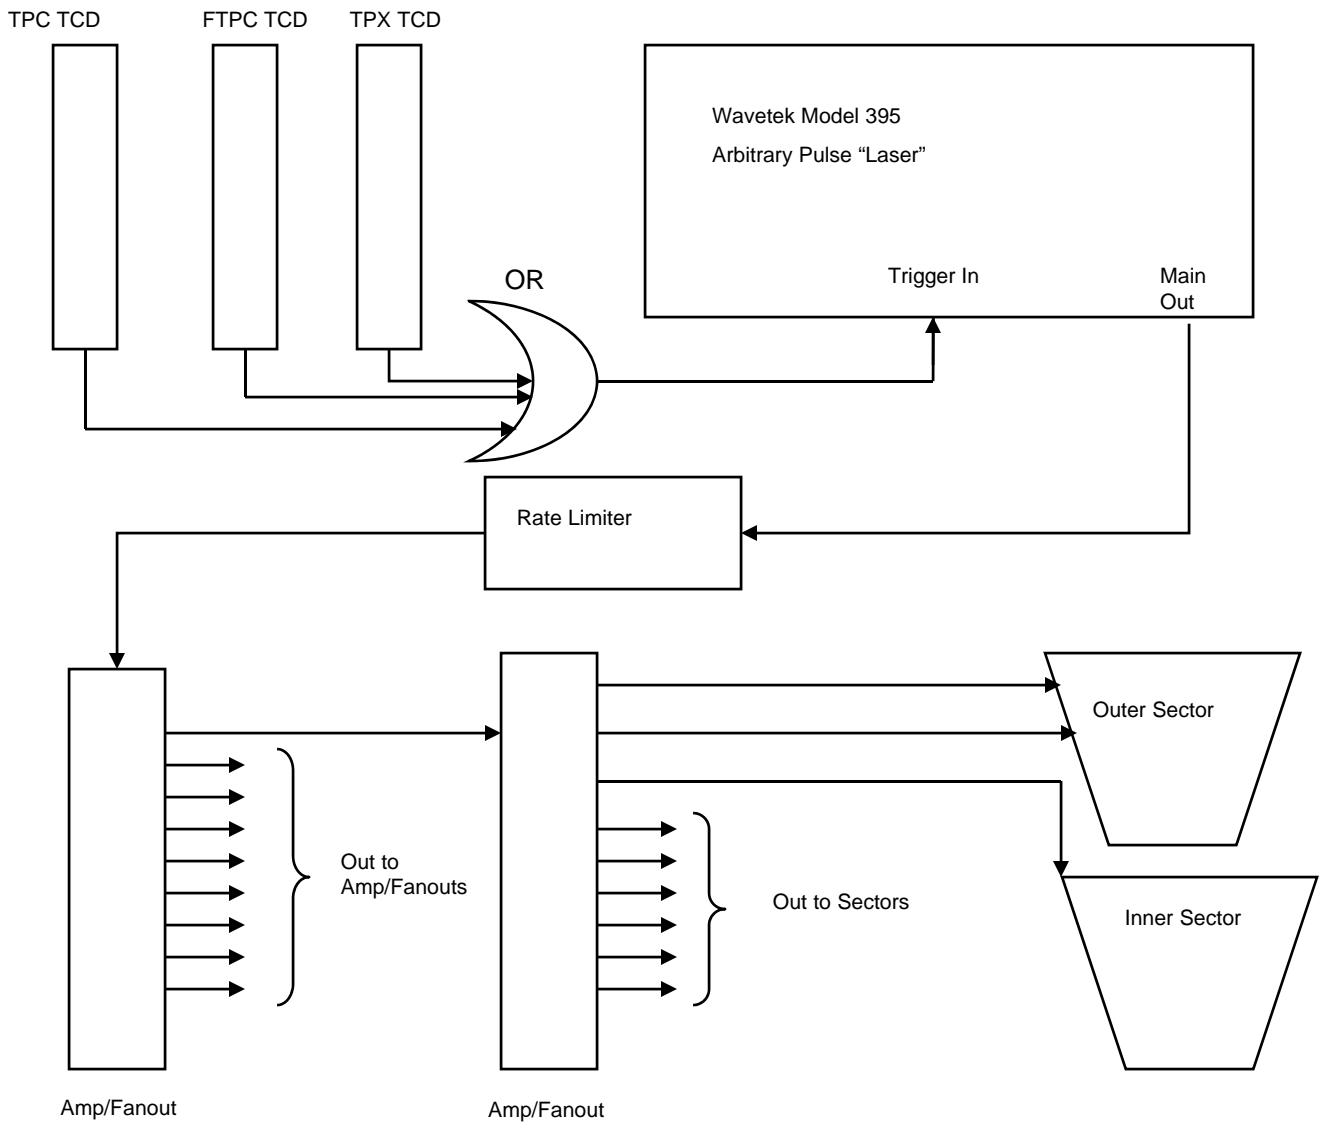 TPC TCD
FTPC TCD
TPX TCD
Wavetek Model 395
Arbitrary Pulse “Laser”
OR
Trigger In
Main
Out
Rate Limiter
Outer Sector
Out to
Amp/Fanouts
Out to Sectors
Inner Sector
Amp/Fanout
Amp/Fanout